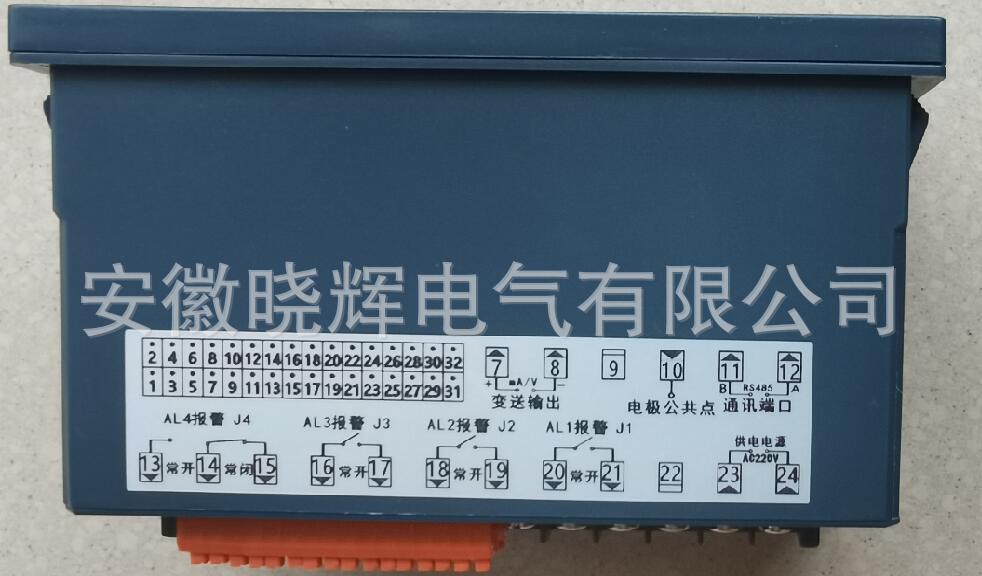 安徽晓辉电气有限公司
2 4 6 8 10 12 14 16 18 20 22 24 26 28 30 32
1 3 5 7 9 11 13 15 17 19 21 23 25 27 29 31
7 8 9 10 11 12
+ mA/V - B RS485 A
变送输出 电极公共点 通讯端口
AL4报警 J4 AL3报警 J3 AL2报警 J2 AL1报警 J1 供电电源
AC220V
13 常开 14 常闭 15 16 常开 17 18 常开 19 20 常开 21 22 23 24